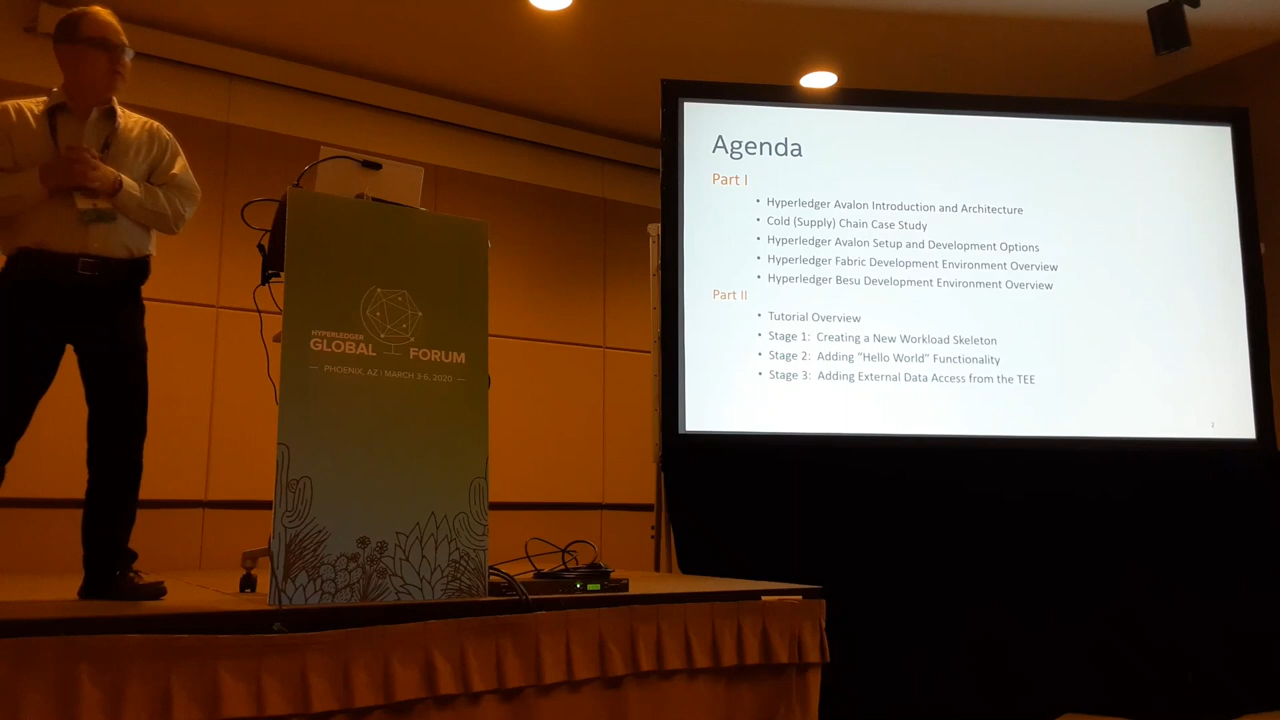 HYPERLEDGER
GLOBAL FORUM
PHOENIX, AZ | MARCH 3-6, 2020
Agenda
Part I
• Hyperledger Avalon Introduction and Architecture
• Cold (Supply) Chain Case Study
• Hyperledger Avalon Setup and Development Options
• Hyperledger Fabric Development Environment Overview
• Hyperledger Besu Development Environment Overview
Part II
• Tutorial Overview
• Stage 1: Creating a New Workload Skeleton
• Stage 2: Adding “Hello World” Functionality
• Stage 3: Adding External Data Access from the TEE
2